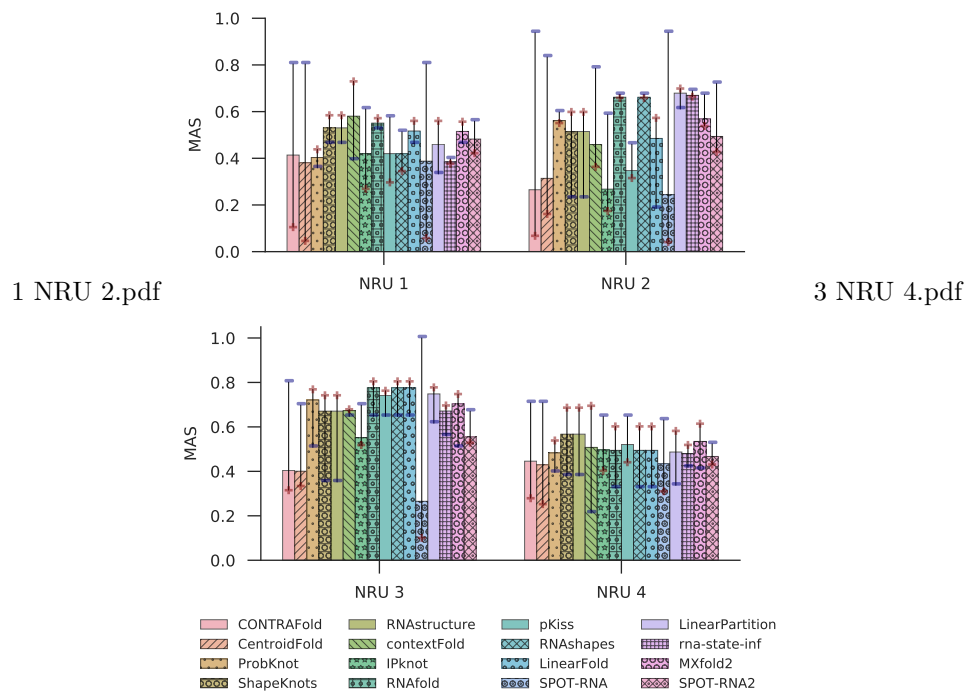 1.0
0.8
0.6
0.4
0.2
0.0
MAS
NRU 1
NRU 2
1 NRU 2.pdf
3 NRU 4.pdf
1.0
0.8
0.6
0.4
0.2
0.0
MAS
NRU 3
NRU 4
CONTRAFold
CentroidFold
ProbKnot
ShapeKnots
RNAstructure
contextFold
IPknot
RNAfold
pKiss
RNAshapes
LinearFold
SPOT-RNA
LinearPartition
rna-state-inf
MXfold2
SPOT-RNA2